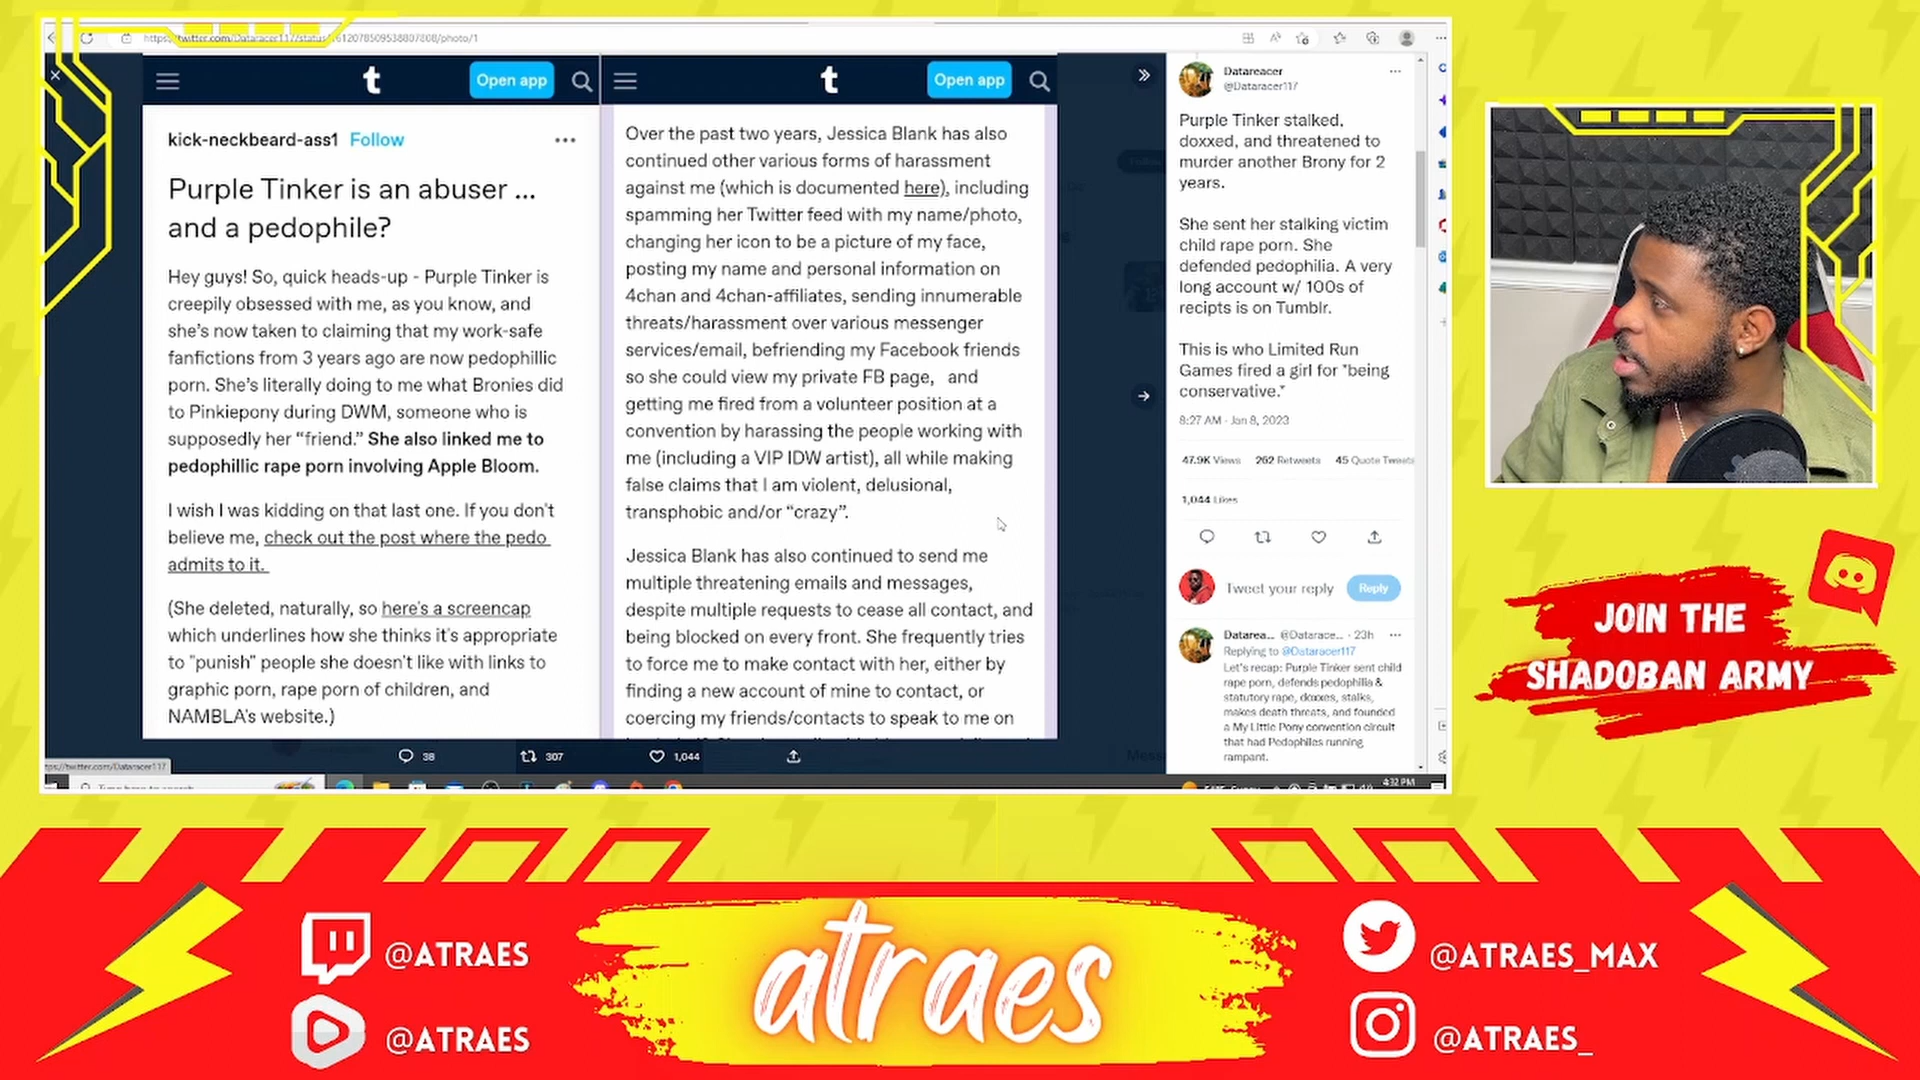 https://twitter.com/Dataracer117/status/1612078509538807808/photo/1
t
Open app
kick-neckbeard-ass1 Follow
Purple Tinker is an abuser ...
and a pedophile?
Hey guys! So, quick heads-up - Purple Tinker is
creepily obsessed with me, as you know, and
she's now taken to claiming that my work-safe
fanfictions from 3 years ago are now pedophillic
porn. She's literally doing to me what Bronies did
to Pinkiepony during DWM, someone who is
supposedly her "friend." She also linked me to
pedophillic rape porn involving Apple Bloom.
I wish I was kidding on that last one. If you don't
believe me, check out the post where the pedo
admits to it.
(She deleted, naturally, so here's a screencap
which underlines how she thinks it's appropriate
to "punish" people she doesn't like with links to
graphic porn, rape porn of children, and
NAMBLA's website.)
t
Open app
Over the past two years, Jessica Blank has also
continued other various forms of harassment
against me (which is documented here), including
spamming her Twitter feed with my name/photo,
changing her icon to be a picture of my face,
posting my name and personal information on
4chan and 4chan-affiliates, sending innumerable
threats/harassment over various messenger
services/email, befriending my Facebook friends
so she could view my private FB page, and
getting me fired from a volunteer position at a
convention by harassing the people working with
me (including a VIP IDW artist), all while making
false claims that I am violent, delusional,
transphobic and/or "crazy".
Jessica Blank has also continued to send me
multiple threatening emails and messages,
despite multiple requests to cease all contact, and
being blocked on every front. She frequently tries
to force me to make contact with her, either by
finding a new account of mine to contact, or
coercing my friends/contacts to speak to me on
38
307
1,044
Datareacer
@Dataracer117
Purple Tinker stalked,
doxxed, and threatened to
murder another Brony for 2
years.
She sent her stalking victim
child rape porn. She
defended pedophilia. A very
long account w/ 100s of
recipts is on Tumblr.
This is who Limited Run
Games fired a girl for "being
conservative."
8:27 AM · Jan 8, 2023
47.9K Views 262 Retweets 45 Quote Tweets
1,044 Likes
Tweet your reply
Reply
Datarea... @Datarace... · 23h
Replying to @Dataracer117
Let's recap: Purple Tinker sent child
rape porn, defends pedophilia &
statutory rape, doxxes, stalks,
makes death threats, and founded
a My Little Pony convention circuit
that had Pedophiles running
rampant.
4:32 PM
JOIN THE
SHADOBAN ARMY
@ATRAES
@ATRAES
atraes
@ATRAES_MAX
@ATRAES_